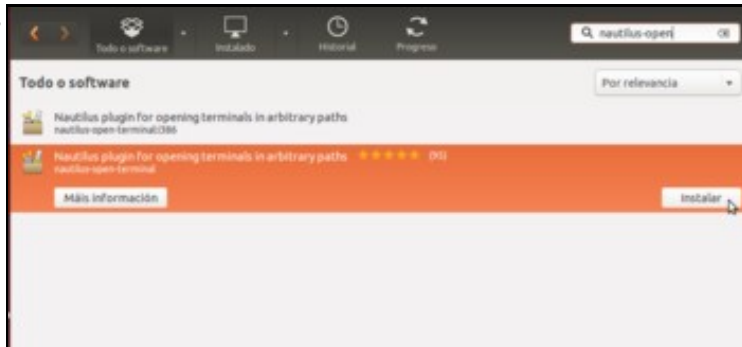 Todo o software
Instalado
Historial
Progreso
nautilus-open
Todo o software
Por relevancia
Nautilus plugin for opening terminals in arbitrary paths
nautilus-open-terminal:i386
Nautilus plugin for opening terminals in arbitrary paths (95)
nautilus-open-terminal
Máis información
Instalar